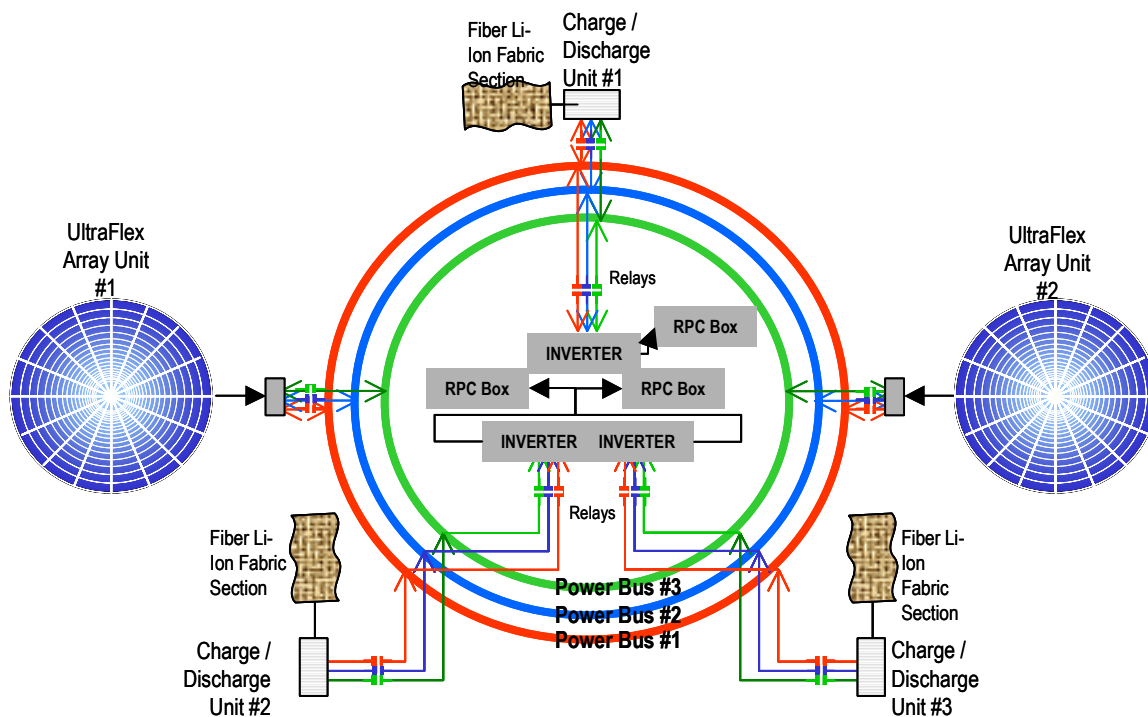 Fiber Li-
Ion Fabric
Section
Charge /
Discharge
Unit #1
UltraFlex
Array Unit
#1
UltraFlex
Array Unit
#2
Relays
RPC Box
INVERTER
RPC Box
RPC Box
INVERTER
INVERTER
Relays
Fiber Li-
Ion Fabric
Section
Fiber Li-
Ion
Fabric
Section
Power Bus #3
Power Bus #2
Power Bus #1
Charge /
Discharge
Unit #2
Charge /
Discharge
Unit #3